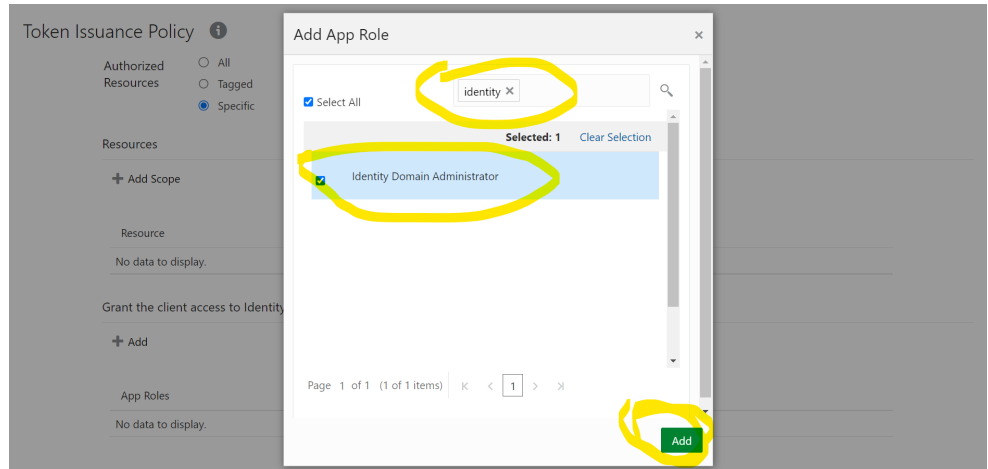 Token Issuance Policy
Authorized Resources
All
Tagged
Specific
Resources
Add Scope
Resource
No data to display.
Grant the client access to Identity
Add
App Roles
No data to display.
Add App Role
×
identity ×
Select All
Selected: 1 Clear Selection
Identity Domain Administrator
Page 1 of 1 (1 of 1 items) 1
Add